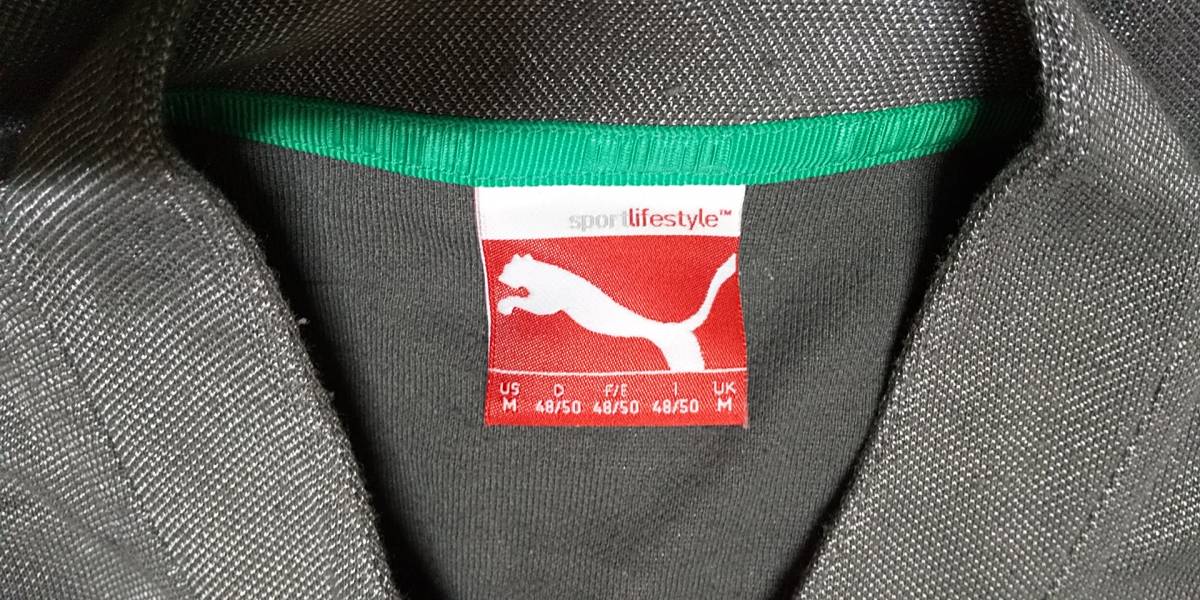 sportlifestyle™
US D F/E I UK
M 48/50 48/50 48/50 M